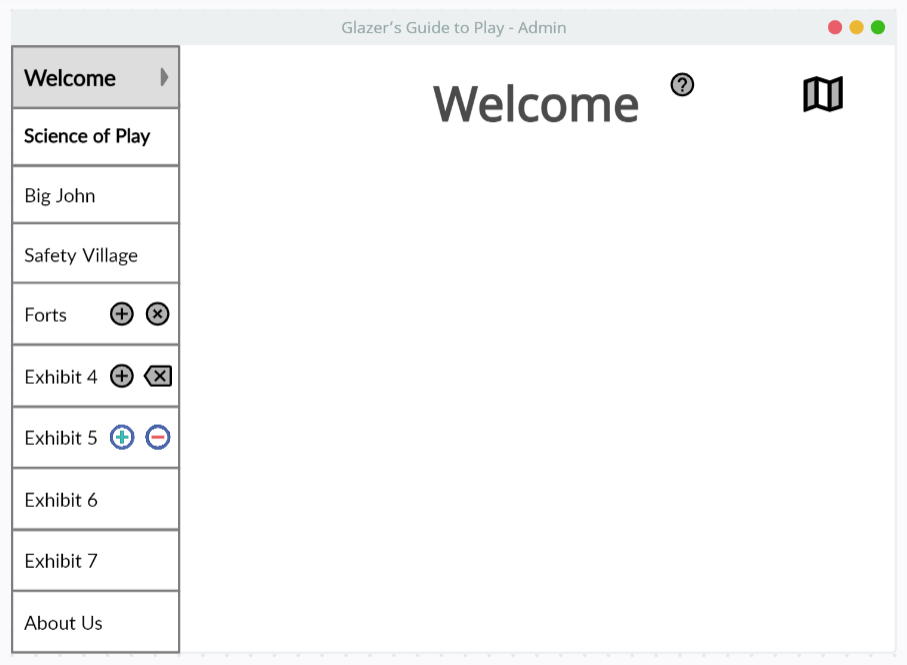 Glazer's Guide to Play - Admin
Welcome
Science of Play
Big John
Safety Village
Forts
Exhibit 4
Exhibit 5
Exhibit 6
Exhibit 7
About Us
Welcome ?